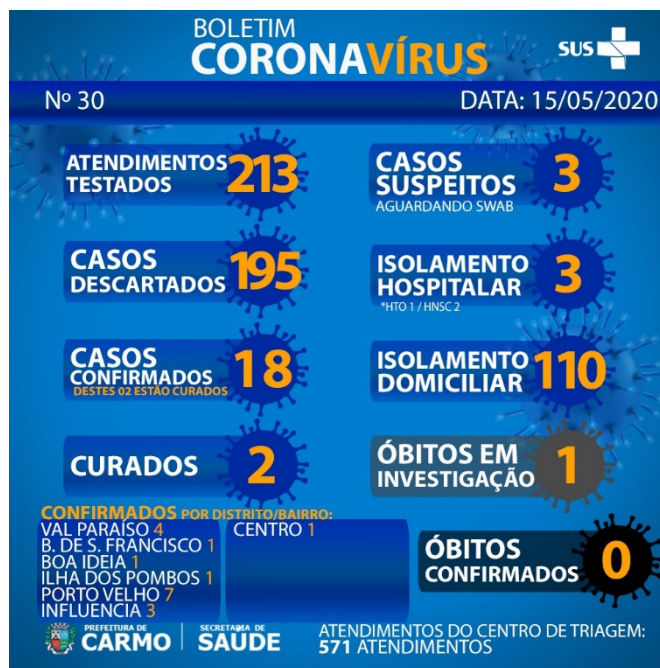 BOLETIM
CORONAVÍRUS
SUS
Nº 30
DATA: 15/05/2020
ATENDIMENTOS
TESTADOS
213
CASOS
SUSPEITOS
AGUARDANDO SWAB
3
CASOS
DESCARTADOS
195
ISOLAMENTO
HOSPITALAR
*HTO 1 / HNSC 2
3
CASOS
CONFIRMADOS
DESTES 02 ESTÃO CURADOS
18
ISOLAMENTO
DOMICILIAR
110
CURADOS
2
ÓBITOS EM
INVESTIGAÇÃO
1
CONFIRMADOS POR DISTRITO/BAIRRO:
VAL PARAÍSO 4
B. DE S. FRANCISCO 1
BOA IDEIA 1
ILHA DOS POMBOS 1
PORTO VELHO 7
INFLUENCIA 3
CENTRO 1
ÓBITOS
CONFIRMADOS
0
PREFEITURA DE
CARMO
SECRETARIA DE
SAÚDE
ATENDIMENTOS DO CENTRO DE TRIAGEM:
571 ATENDIMENTOS